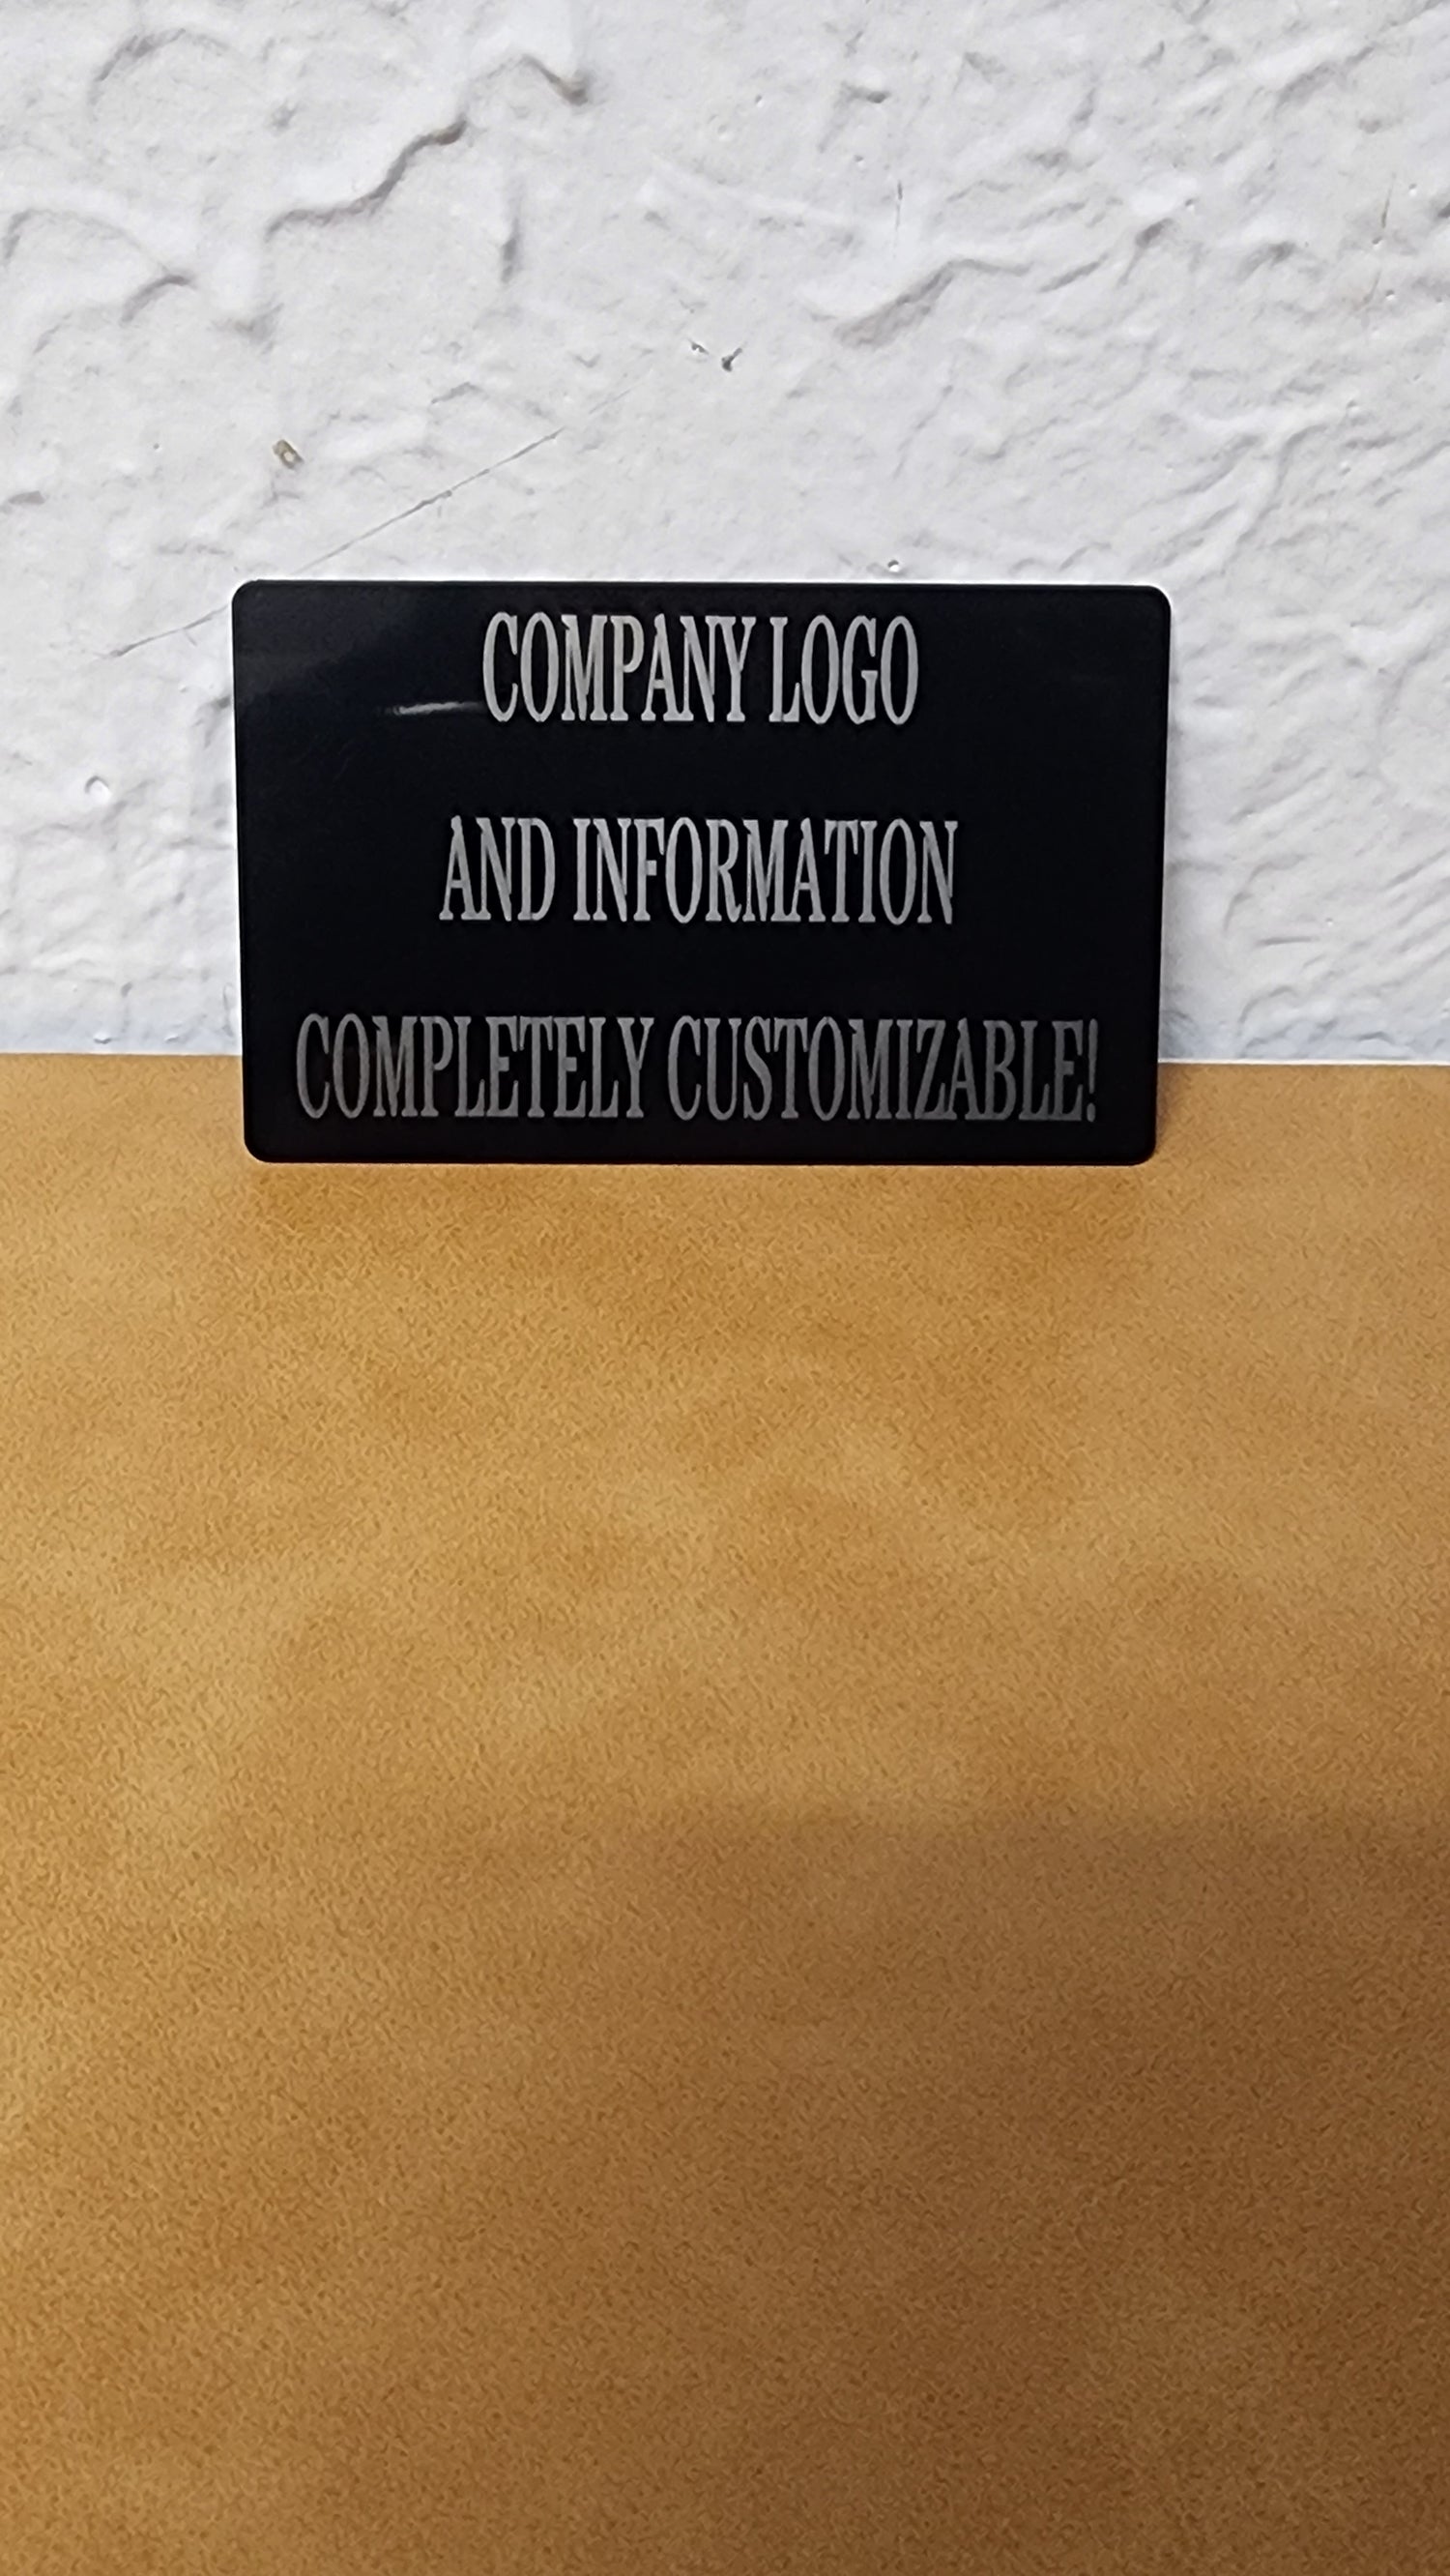 COMPANY LOGO
AND INFORMATION
COMPLETELY CUSTOMIZABLE!